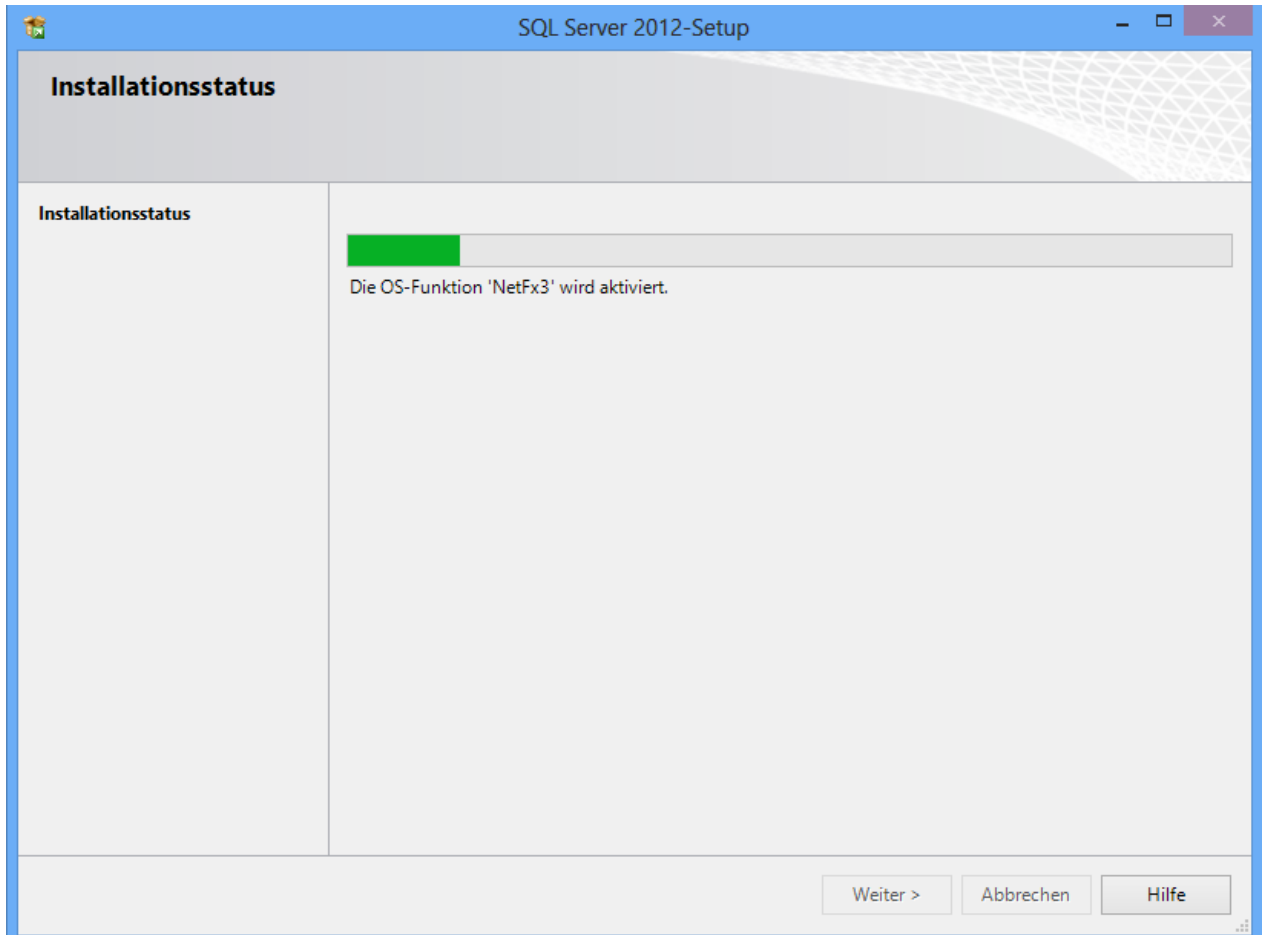 SQL Server 2012-Setup
Installationsstatus
Installationsstatus
Die OS-Funktion 'NetFx3' wird aktiviert.
Weiter >
Abbrechen
Hilfe